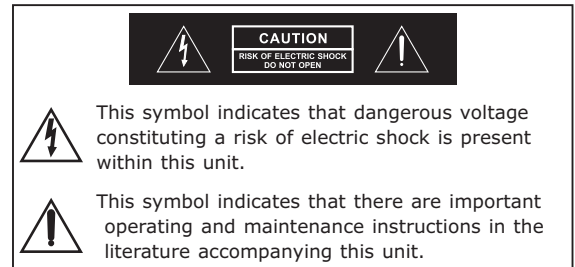 CAUTION
RISK OF ELECTRIC SHOCK
DO NOT OPEN
This symbol indicates that dangerous voltage
constituting a risk of electric shock is present
within this unit.
This symbol indicates that there are important
operating and maintenance instructions in the
literature accompanying this unit.